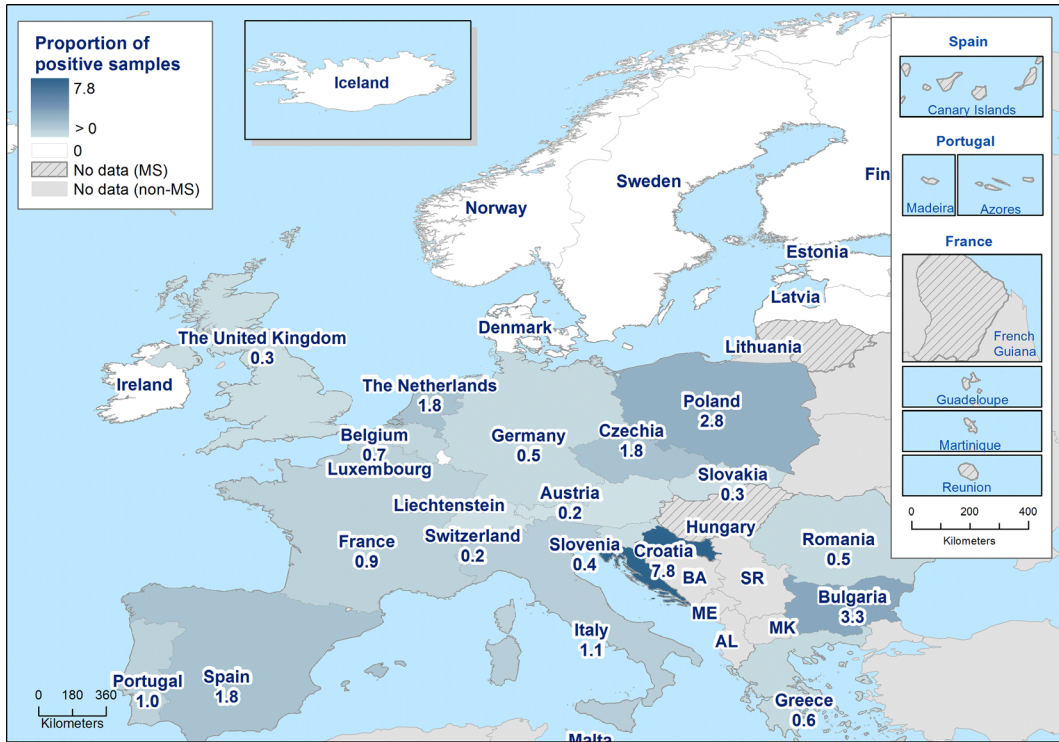 Proportion of
positive samples
7.8
> 0
0
No data (MS)
No data (non-MS)
Iceland
Spain
Canary Islands
Portugal
Madeira
Azores
France
French
Guiana
Guadeloupe
Martinique
Reunion
0 200 400
Kilometers
Norway
Sweden
Fin
Estonia
Latvia
Denmark
Lithuania
The United Kingdom
0.3
Ireland
The Netherlands
1.8
Poland
2.8
Belgium
0.7
Germany
0.5
Czechia
1.8
Luxembourg
Slovakia
0.3
Liechtenstein
Austria
0.2
Hungary
France
0.9
Switzerland
0.2
Slovenia
0.4
Croatia
7.8
Romania
0.5
BA
SR
Bulgaria
3.3
ME
MK
AL
Italy
1.1
Portugal
1.0
Spain
1.8
Greece
0.6
Malta
0 180 360
Kilometers